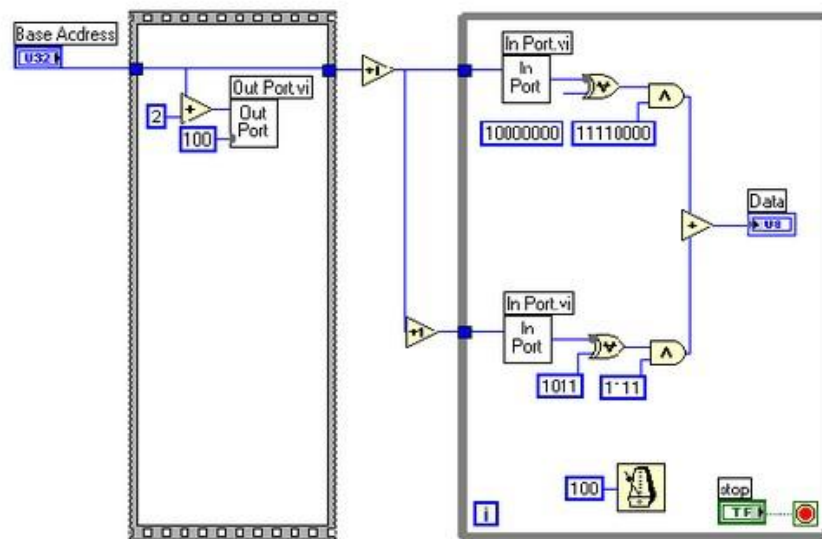 Base Acdress
U32
+
2
100
Out Port.vi
Out
Port
+1
+1
In Port.vi
In
Port
10000000
11110000
Data
U8
+
In Port.vi
In
Port
1011
100
i
stop
TF